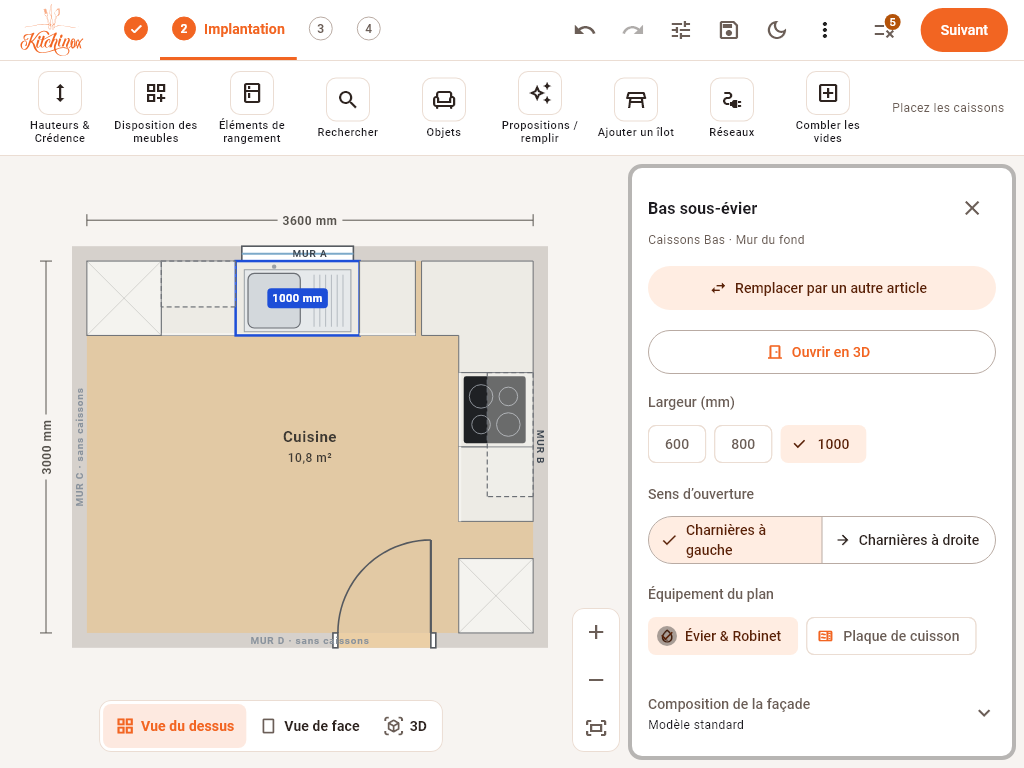 Kitchinox
2 Implantation
3
4
5
Suivant
Hauteurs &
Crédence
Disposition des
meubles
Éléments de
rangement
Rechercher
Objets
Propositions /
remplir
Ajouter un îlot
Réseaux
Combler les
vides
Placez les caissons
3600 mm
MUR A
1000 mm
3000 mm
MUR C · sans caissons
Cuisine
10,8 m²
MUR B
MUR D · sans caissons
Vue du dessus
Vue de face
3D
Bas sous-évier
Caissons Bas · Mur du fond
Remplacer par un autre article
Ouvrir en 3D
Largeur (mm)
600
800
1000
Sens d’ouverture
Charnières à
gauche
Charnières à droite
Équipement du plan
Évier & Robinet
Plaque de cuisson
Composition de la façade
Modèle standard